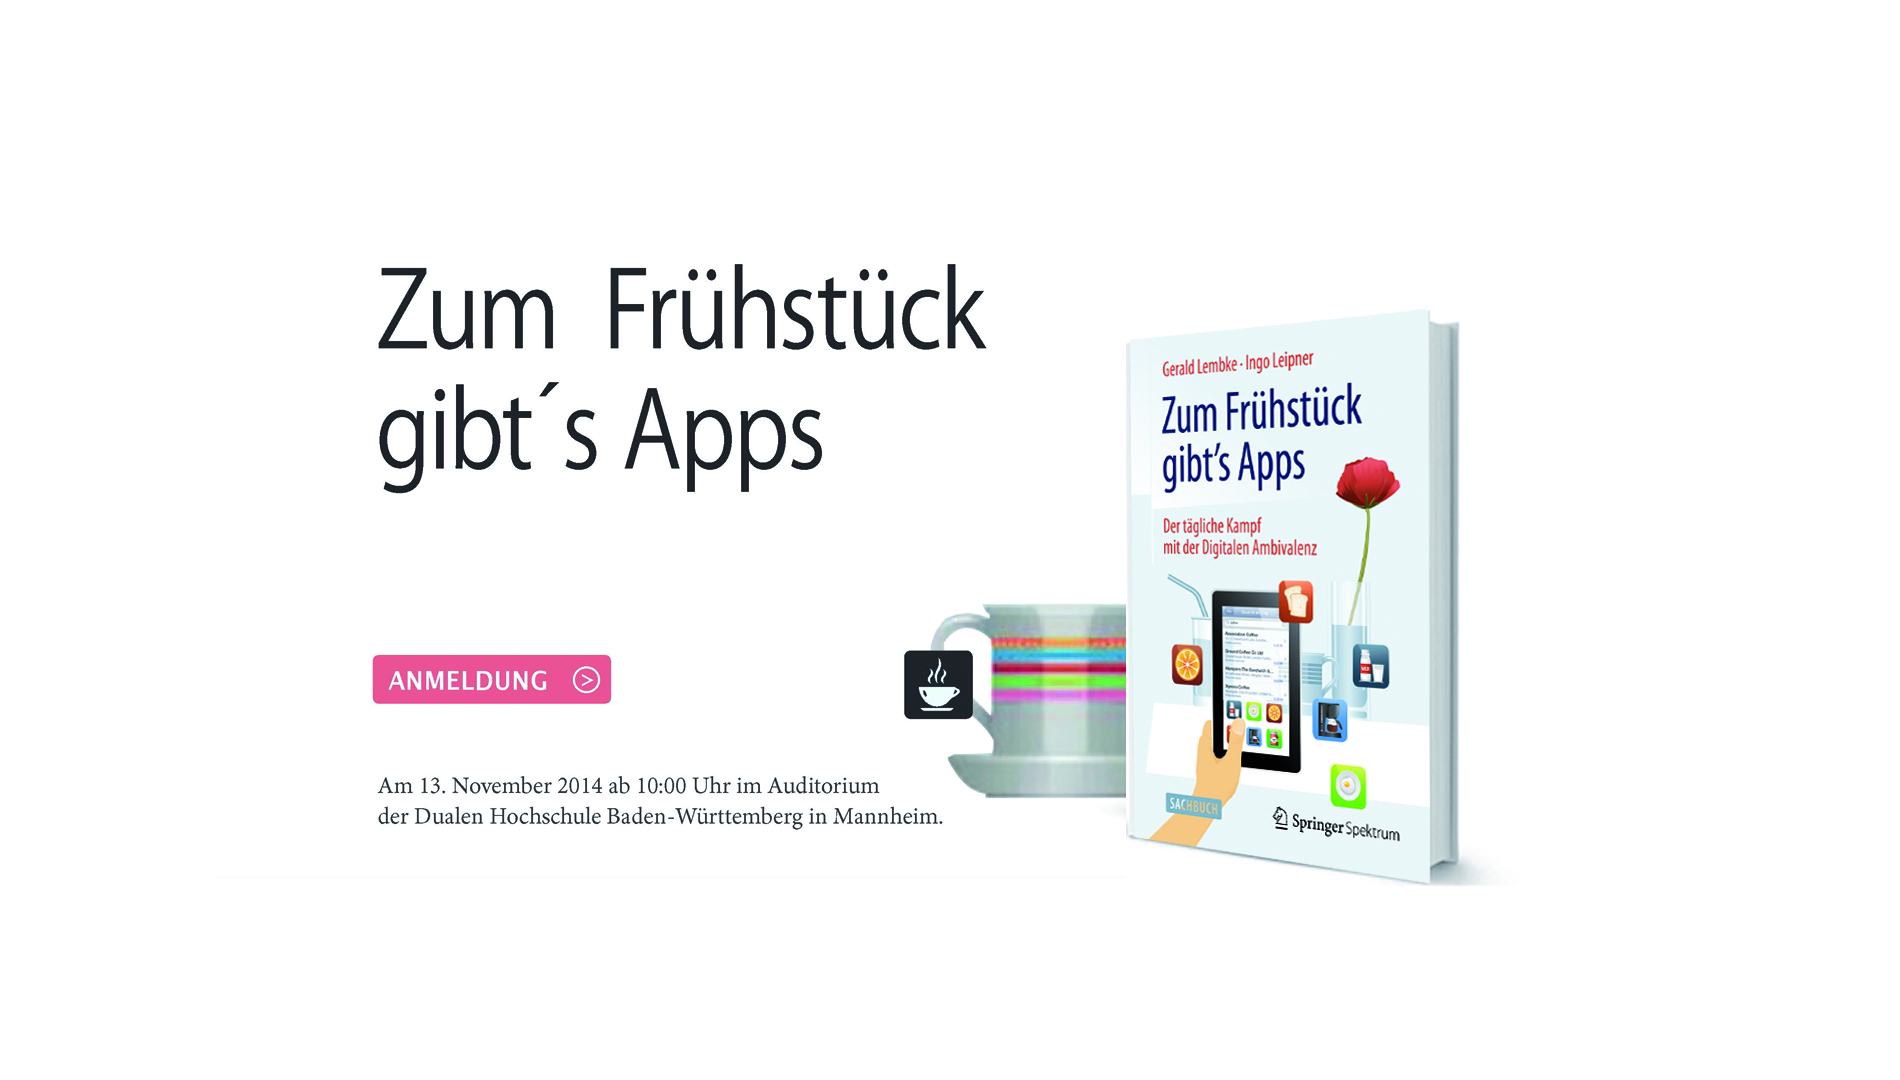 Zum Frühstück
gibt´s Apps
ANMELDUNG
Am 13. November 2014 ab 10:00 Uhr im Auditorium
der Dualen Hochschule Baden-Württemberg in Mannheim.
Gerald Lembke · Ingo Leipner
Zum Frühstück
gibt's Apps
Der tägliche Kampf
mit der Digitalen Ambivalenz
SACHBUCH
Springer Spektrum